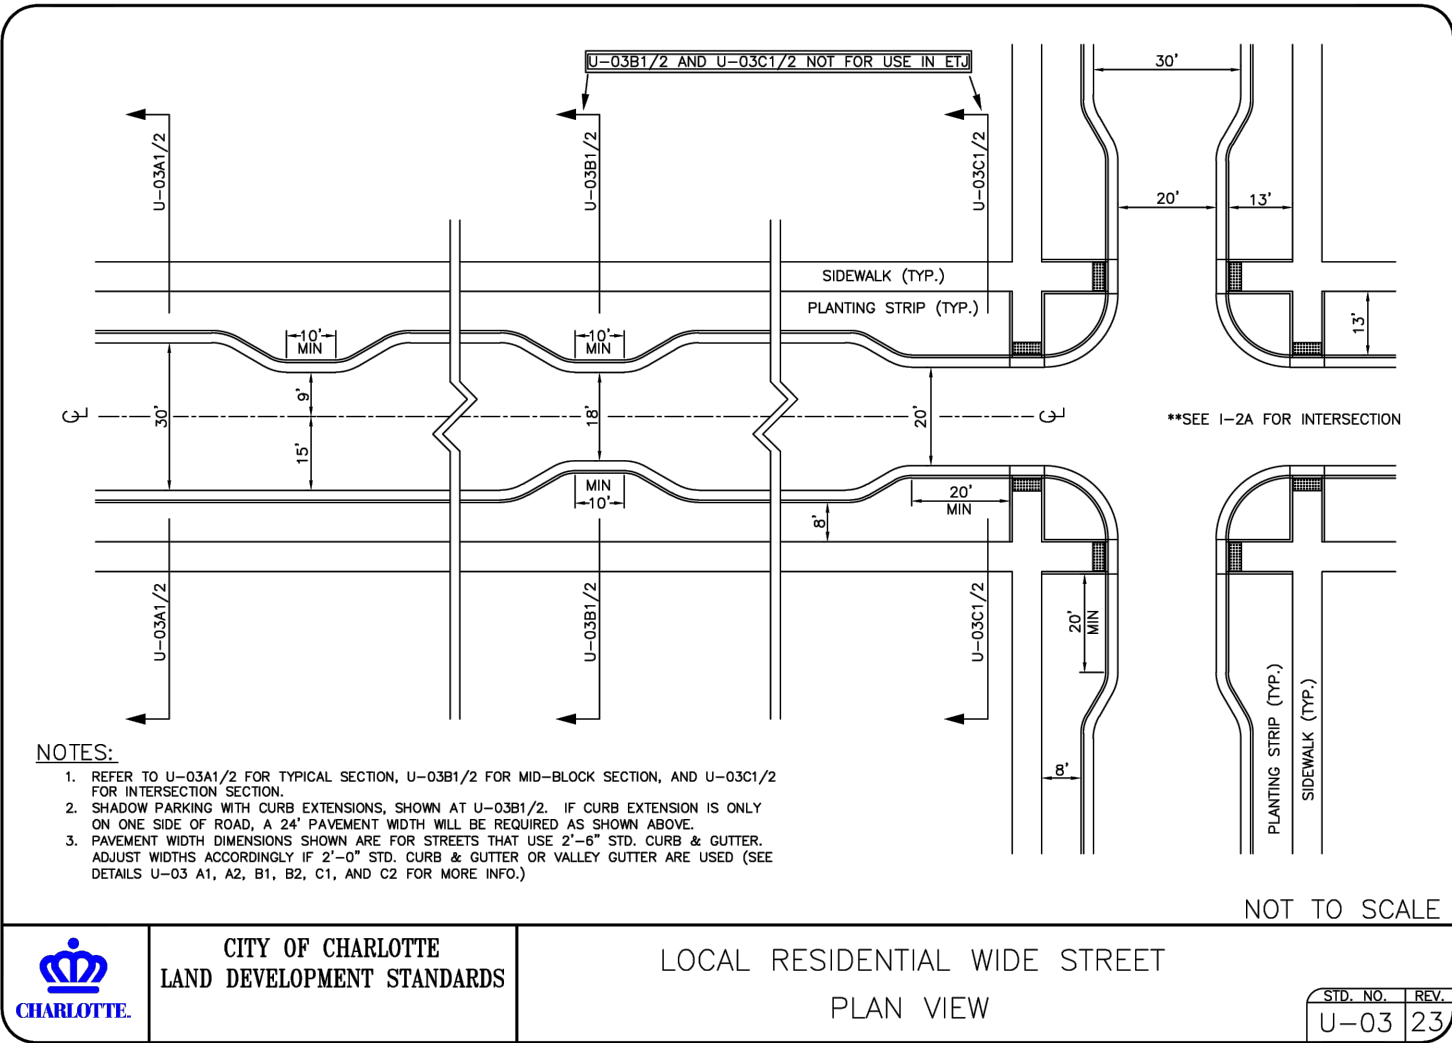 U-03B1/2 AND U-03C1/2 NOT FOR USE IN ETJ
30'
U-03A1/2
U-03B1/2
U-03C1/2
20'
13'
SIDEWALK (TYP.)
PLANTING STRIP (TYP.)
10'
MIN
10'
MIN
13'
9'
30'
18'
20'
15'
CL
CL
**SEE I-2A FOR INTERSECTION
MIN
10'
20'
MIN
8'
U-03A1/2
U-03B1/2
U-03C1/2
20'
MIN
8'
PLANTING STRIP (TYP.)
SIDEWALK (TYP.)
NOTES:
1. REFER TO U-03A1/2 FOR TYPICAL SECTION, U-03B1/2 FOR MID-BLOCK SECTION, AND U-03C1/2
FOR INTERSECTION SECTION.
2. SHADOW PARKING WITH CURB EXTENSIONS, SHOWN AT U-03B1/2. IF CURB EXTENSION IS ONLY
ON ONE SIDE OF ROAD, A 24' PAVEMENT WIDTH WILL BE REQUIRED AS SHOWN ABOVE.
3. PAVEMENT WIDTH DIMENSIONS SHOWN ARE FOR STREETS THAT USE 2'-6" STD. CURB & GUTTER.
ADJUST WIDTHS ACCORDINGLY IF 2'-0" STD. CURB & GUTTER OR VALLEY GUTTER ARE USED (SEE
DETAILS U-03 A1, A2, B1, B2, C1, AND C2 FOR MORE INFO.)
NOT TO SCALE
CHARLOTTE.
CITY OF CHARLOTTE
LAND DEVELOPMENT STANDARDS
LOCAL RESIDENTIAL WIDE STREET
PLAN VIEW
STD. NO. REV.
U-03 23